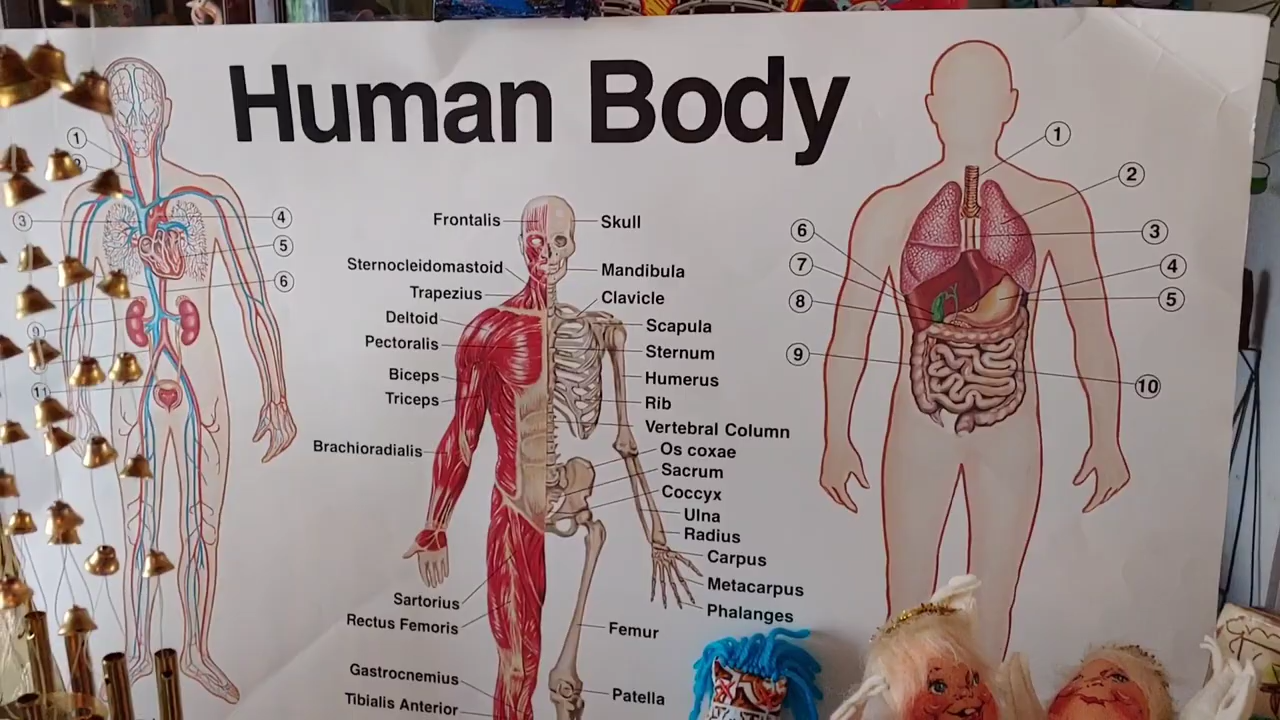 Human Body
1
2
3
4
5
6
9
11
Frontalis
Sternocleidomastoid
Trapezius
Deltoid
Pectoralis
Biceps
Triceps
Brachioradialis
Sartorius
Rectus Femoris
Gastrocnemius
Tibialis Anterior
Skull
Mandibula
Clavicle
Scapula
Sternum
Humerus
Rib
Vertebral Column
Os coxae
Sacrum
Coccyx
Ulna
Radius
Carpus
Metacarpus
Phalanges
Femur
Patella
1
2
3
4
5
6
7
8
9
10